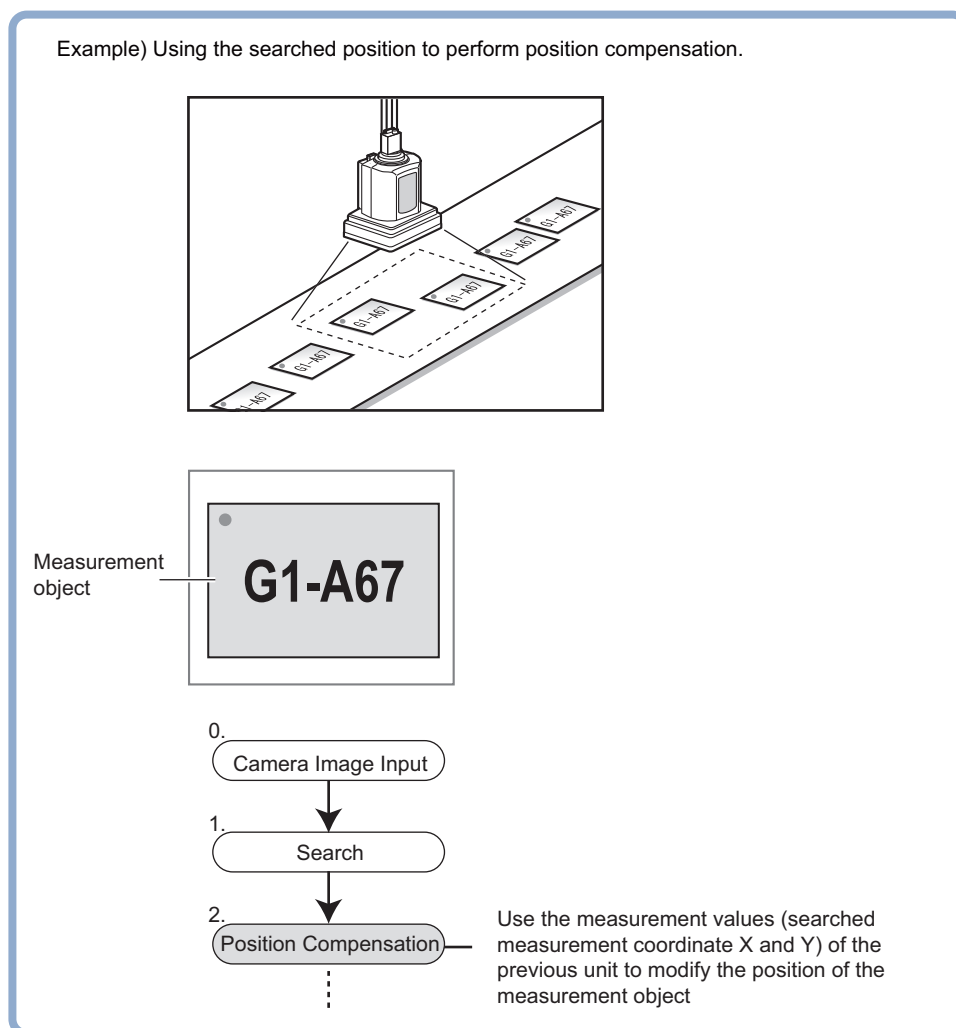 Example) Using the searched position to perform position compensation.
G1-A67
G1-A67
G1-A67
G1-A67
G1-A67
G1-A67
Measurement
object
G1-A67
0.
Camera Image Input
1.
Search
2.
Position Compensation
Use the measurement values (searched
measurement coordinate X and Y) of the
previous unit to modify the position of the
measurement object